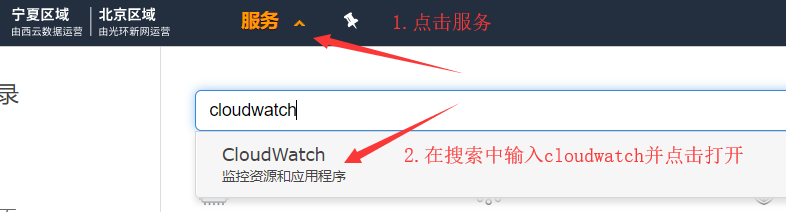 宁夏区域 北京区域 服务
由西云数据运营 由光环新网运营
1.点击服务
录
cloudwatch
CloudWatch
监控资源和应用程序
2.在搜索中输入cloudwatch并点击打开